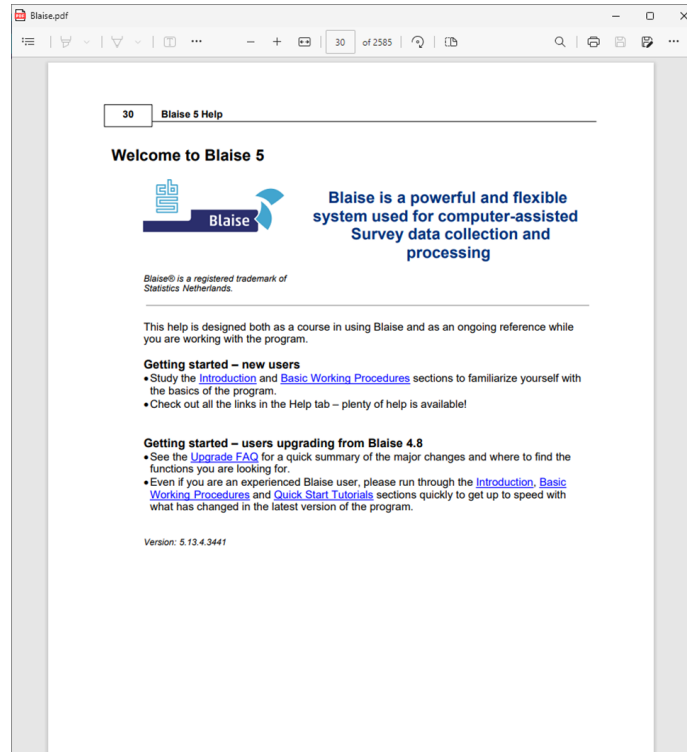 Blaise.pdf
30 of 2585
30 Blaise 5 Help
Welcome to Blaise 5
cb
Blaise
Blaise is a powerful and flexible
system used for computer-assisted
Survey data collection and
processing
Blaise® is a registered trademark of
Statistics Netherlands.
This help is designed both as a course in using Blaise and as an ongoing reference while
you are working with the program.
Getting started – new users
•Study the Introduction and Basic Working Procedures sections to familiarize yourself with
the basics of the program.
•Check out all the links in the Help tab – plenty of help is available!
Getting started – users upgrading from Blaise 4.8
•See the Upgrade FAQ for a quick summary of the major changes and where to find the
functions you are looking for.
•Even if you are an experienced Blaise user, please run through the Introduction, Basic
Working Procedures and Quick Start Tutorials sections quickly to get up to speed with
what has changed in the latest version of the program.
Version: 5.13.4.3441